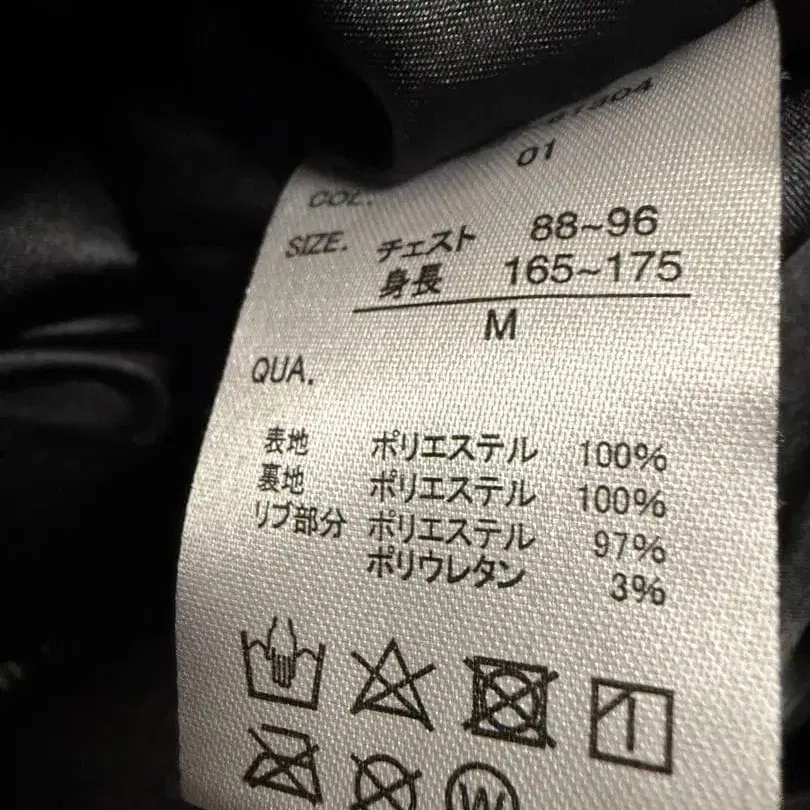 01
COL.
SIZE. チェスト 88~96
身長 165~175
M
QUA.
表地 ポリエステル 100%
裏地 ポリエステル 100%
リブ部分 ポリエステル 97%
ポリウレタン 3%
W